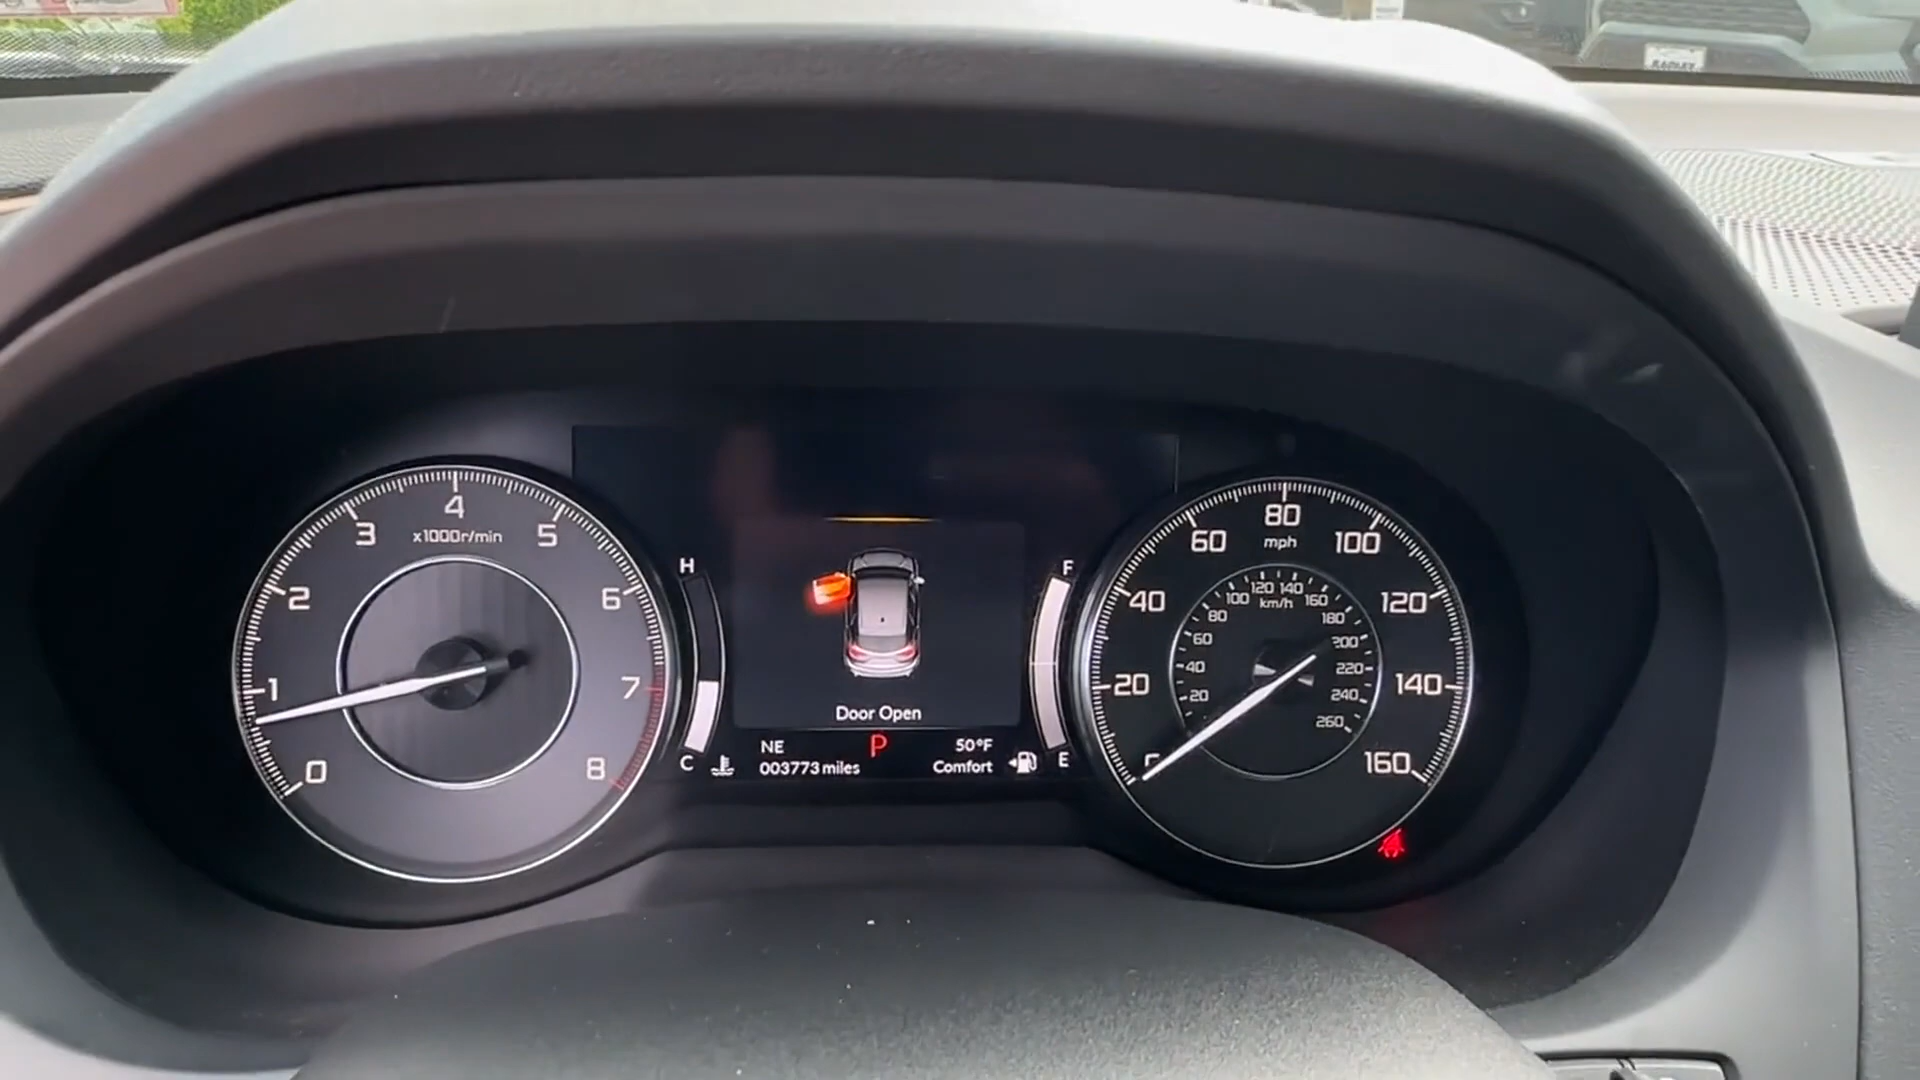 0
1
2
3
4
5
6
7
8
x1000r/min
H
C
Door Open
NE
P
50°F
003773 miles
Comfort
F
E
20
40
60
80
100
120
140
160
mph
20
40
60
80
100
120
140
160
180
200
220
240
260
km/h